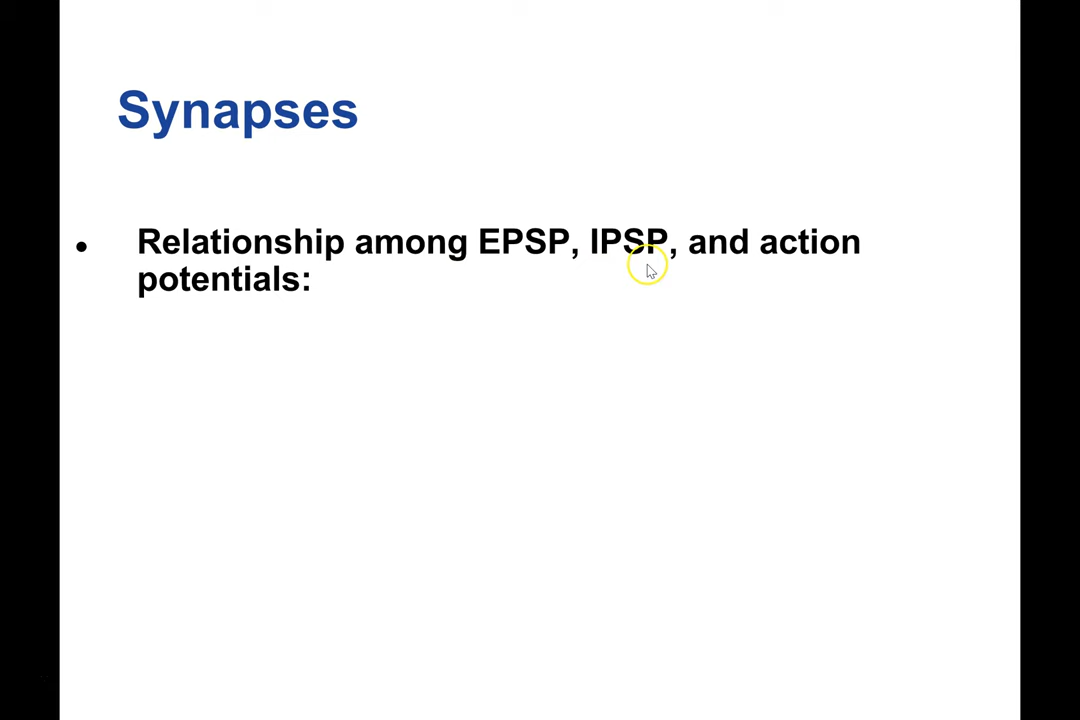 Synapses
• Relationship among EPSP, IPSP, and action
potentials: